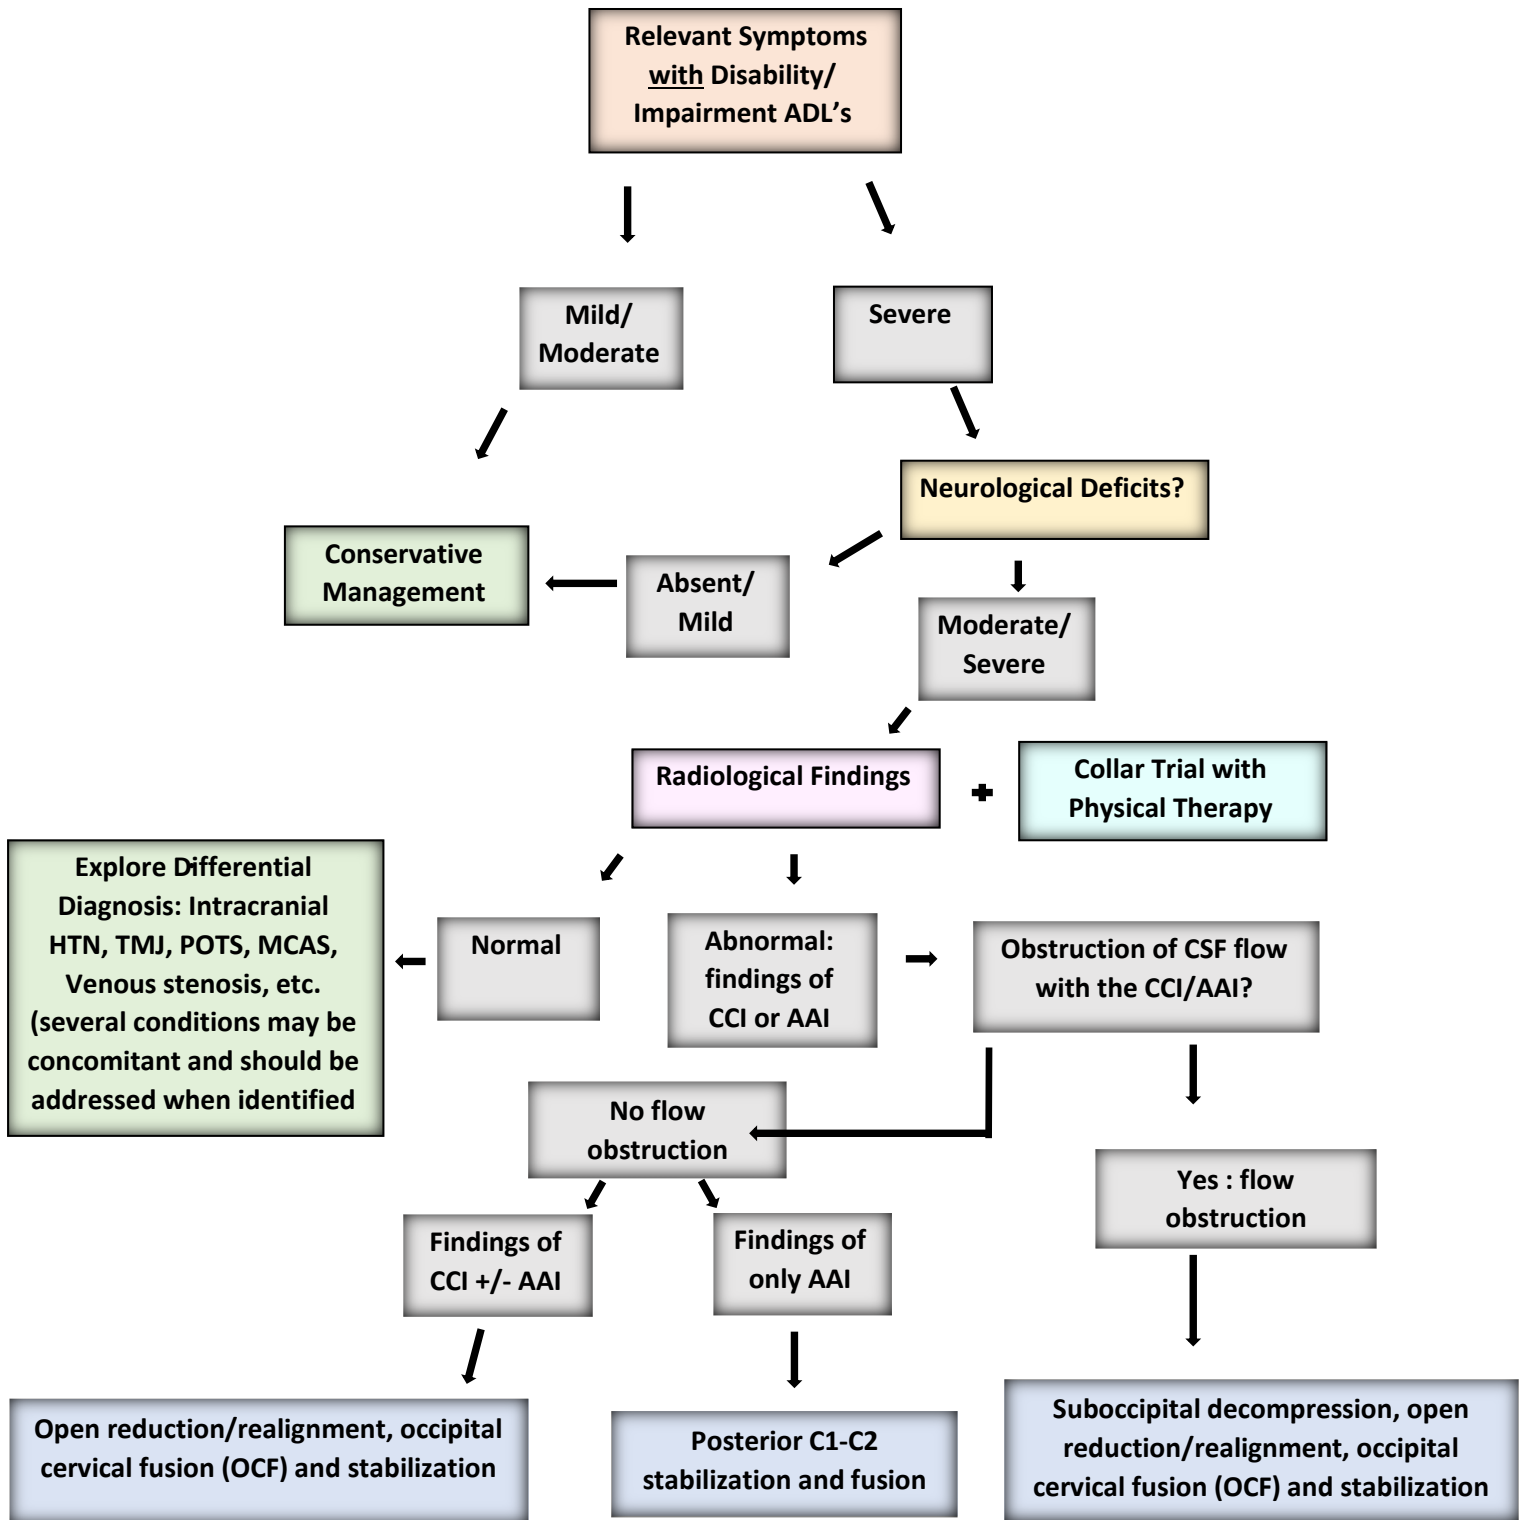 Relevant Symptoms
with Disability/
Impairment ADL’s
Mild/
Moderate
Severe
Neurological Deficits?
Conservative
Management
Absent/
Mild
Moderate/
Severe
Radiological Findings
Collar Trial with
Physical Therapy
Explore Differential
Diagnosis: Intracranial
HTN, TMJ, POTS, MCAS,
Venous stenosis, etc.
(several conditions may be
concomitant and should be
addressed when identified
Normal
Abnormal:
findings of
CCI or AAI
Obstruction of CSF flow
with the CCI/AAI?
No flow
obstruction
Yes : flow
obstruction
Findings of
CCI +/- AAI
Findings of
only AAI
Open reduction/realignment, occipital
cervical fusion (OCF) and stabilization
Posterior C1-C2
stabilization and fusion
Suboccipital decompression, open
reduction/realignment, occipital
cervical fusion (OCF) and stabilization